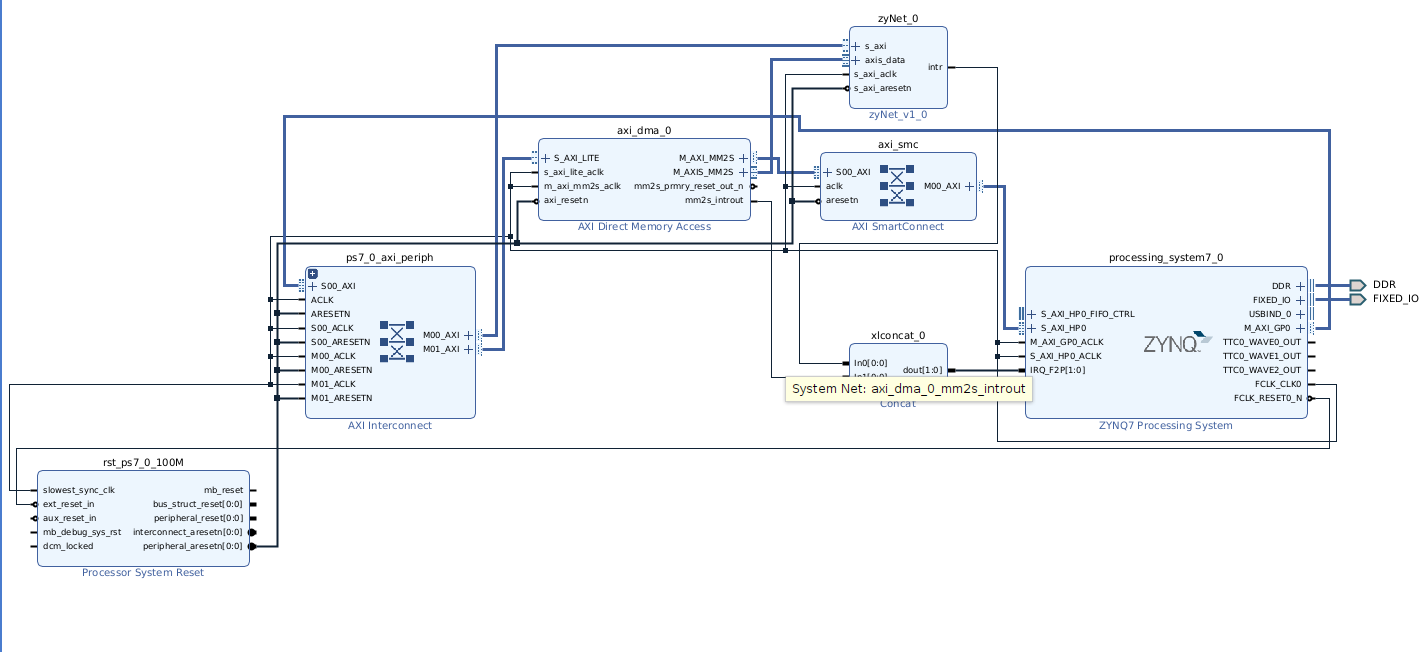 zyNet_0
s_axi
axis_data
s_axi_aclk
s_axi_aresetn
intr
zyNet_v1_0
axi_dma_0
S_AXI_LITE
s_axi_lite_aclk
m_axi_mm2s_aclk
axi_resetn
M_AXI_MM2S
M_AXIS_MM2S
mm2s_prmry_reset_out_n
mm2s_introut
AXI Direct Memory Access
axi_smc
S00_AXI
aclk
aresetn
M00_AXI
AXI SmartConnect
ps7_0_axi_periph
S00_AXI
ACLK
ARESETN
S00_ACLK
S00_ARESETN
M00_ACLK
M00_ARESETN
M01_ACLK
M01_ARESETN
M00_AXI
M01_AXI
AXI Interconnect
xlconcat_0
In0[0:0]
dout[1:0]
System Net: axi_dma_0_mm2s_introut
Concat
processing_system7_0
S_AXI_HP0_FIFO_CTRL
S_AXI_HP0
M_AXI_GP0_ACLK
S_AXI_HP0_ACLK
IRQ_F2P[1:0]
ZYNQ
DDR
FIXED_IO
USBIND_0
M_AXI_GP0
TTC0_WAVE0_OUT
TTC0_WAVE1_OUT
TTC0_WAVE2_OUT
FCLK_CLK0
FCLK_RESET0_N
ZYNQ7 Processing System
DDR
FIXED_IO
rst_ps7_0_100M
slowest_sync_clk
ext_reset_in
aux_reset_in
mb_debug_sys_rst
dcm_locked
mb_reset
bus_struct_reset[0:0]
peripheral_reset[0:0]
interconnect_aresetn[0:0]
peripheral_aresetn[0:0]
Processor System Reset